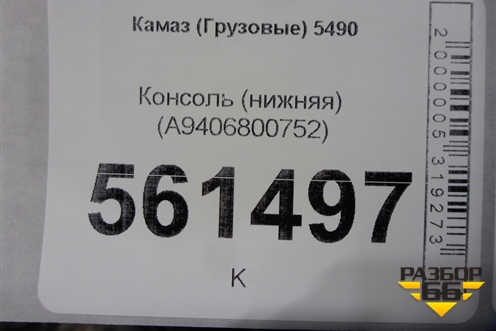 Камаз (Грузовые) 5490
Консоль (нижняя)
(A9406800752)
561497
К
2000005319273
РАЗБОР
66